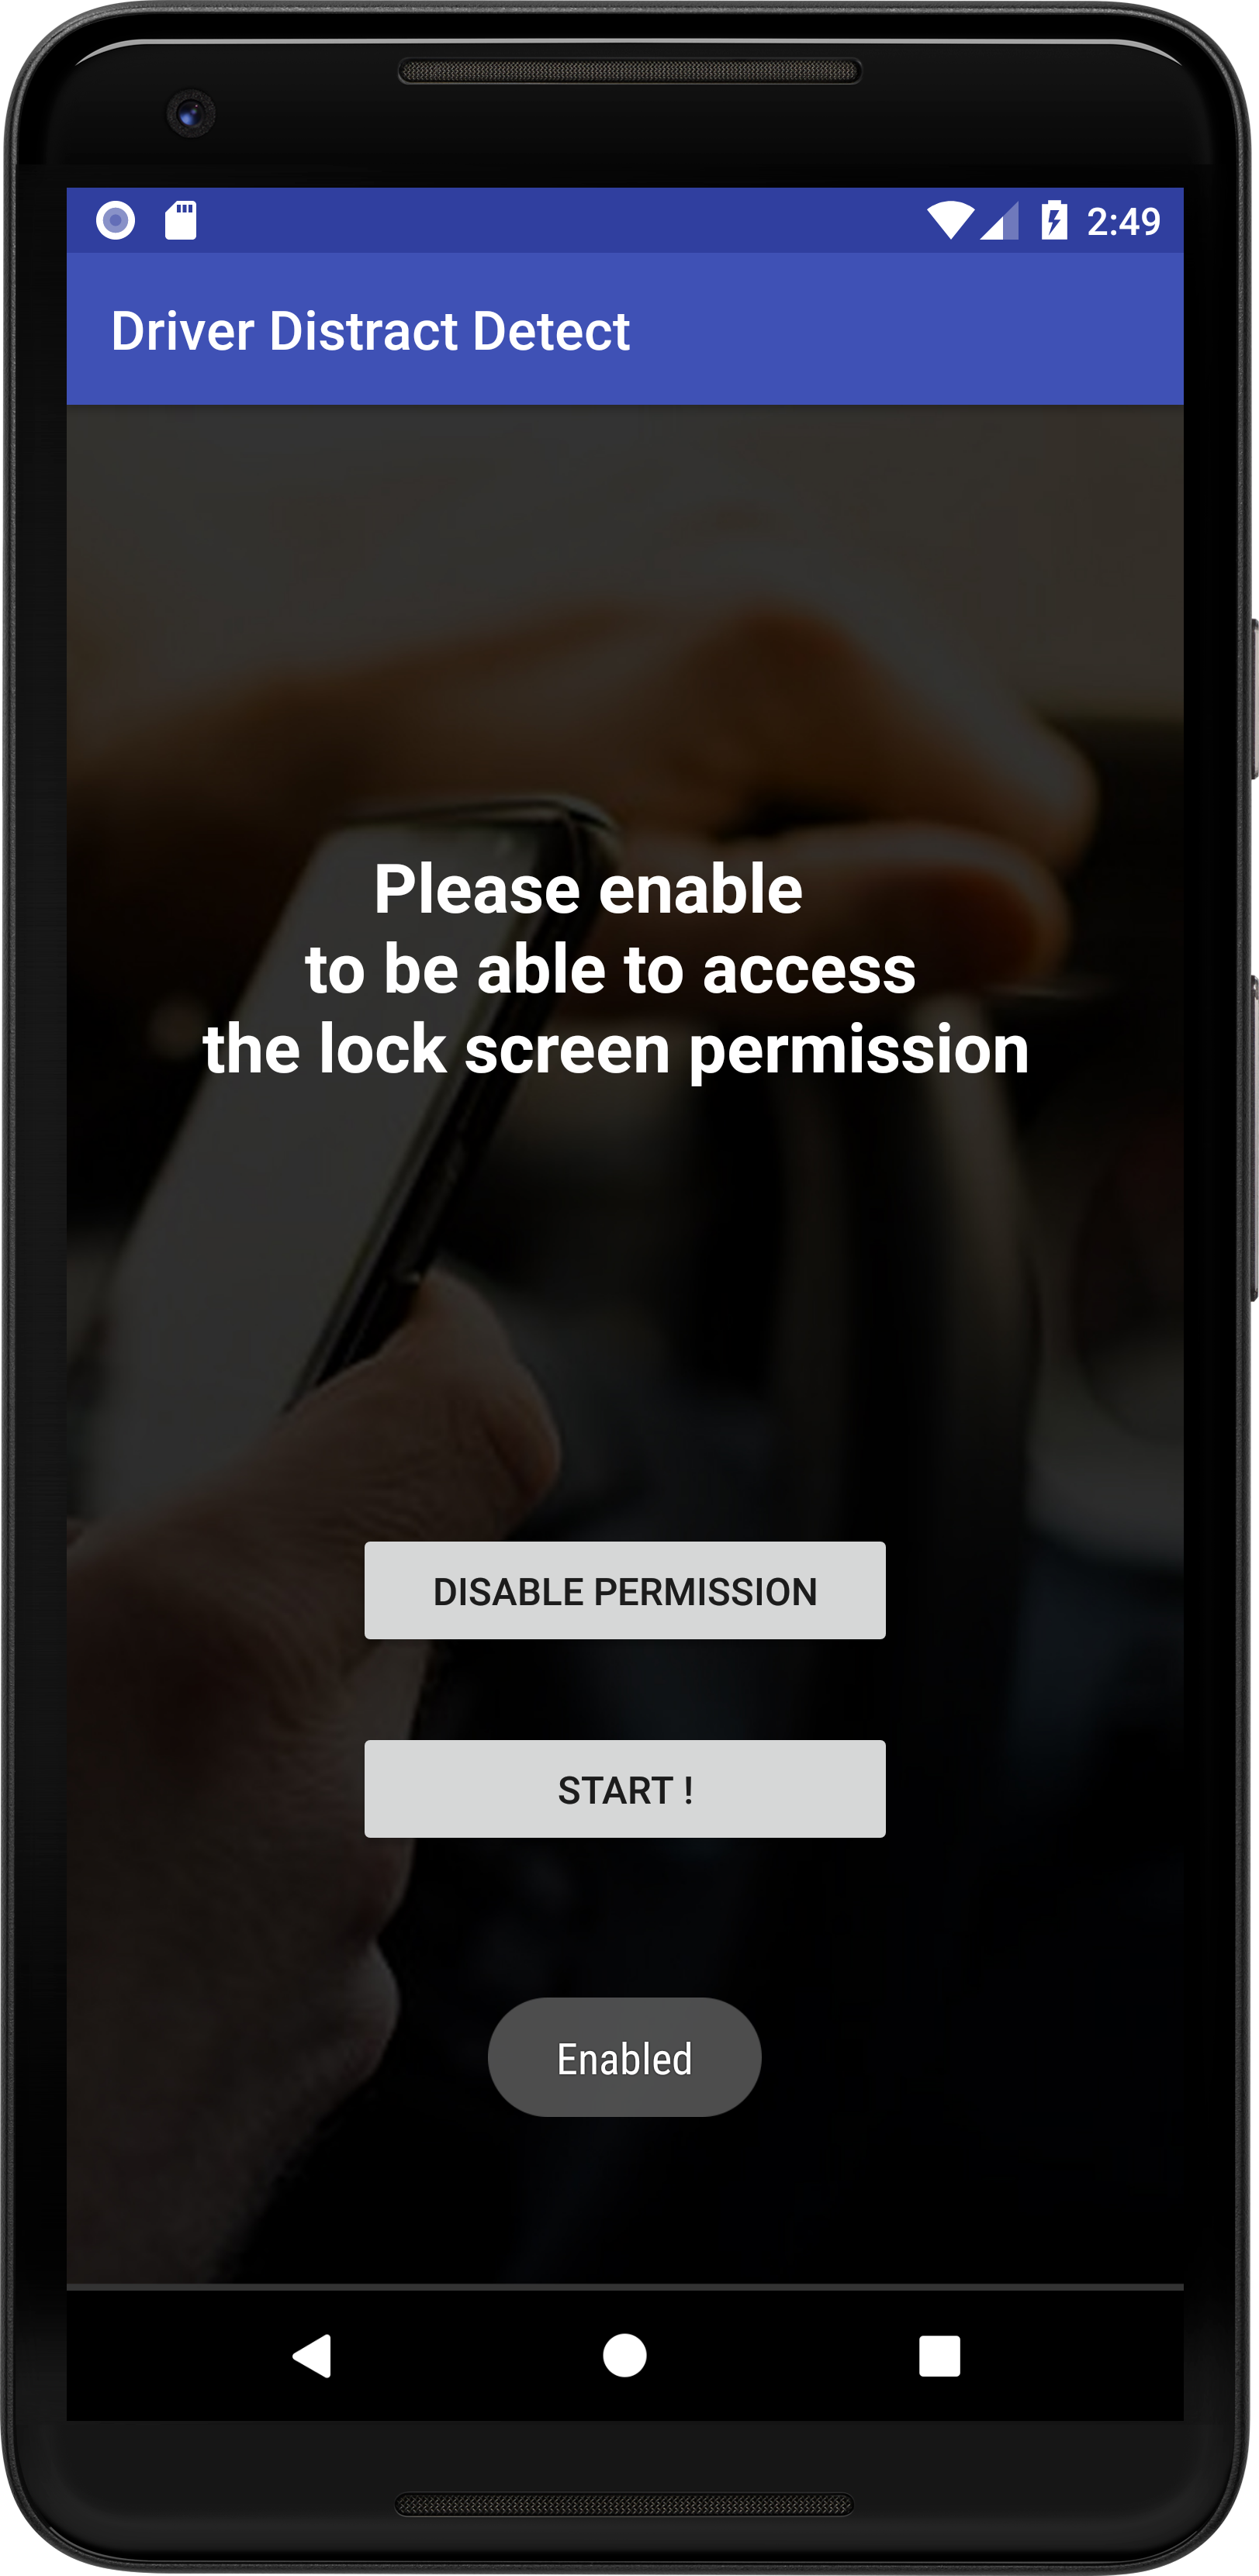 2:49
Driver Distract Detect
Please enable
to be able to access
the lock screen permission
DISABLE PERMISSION
START !
Enabled